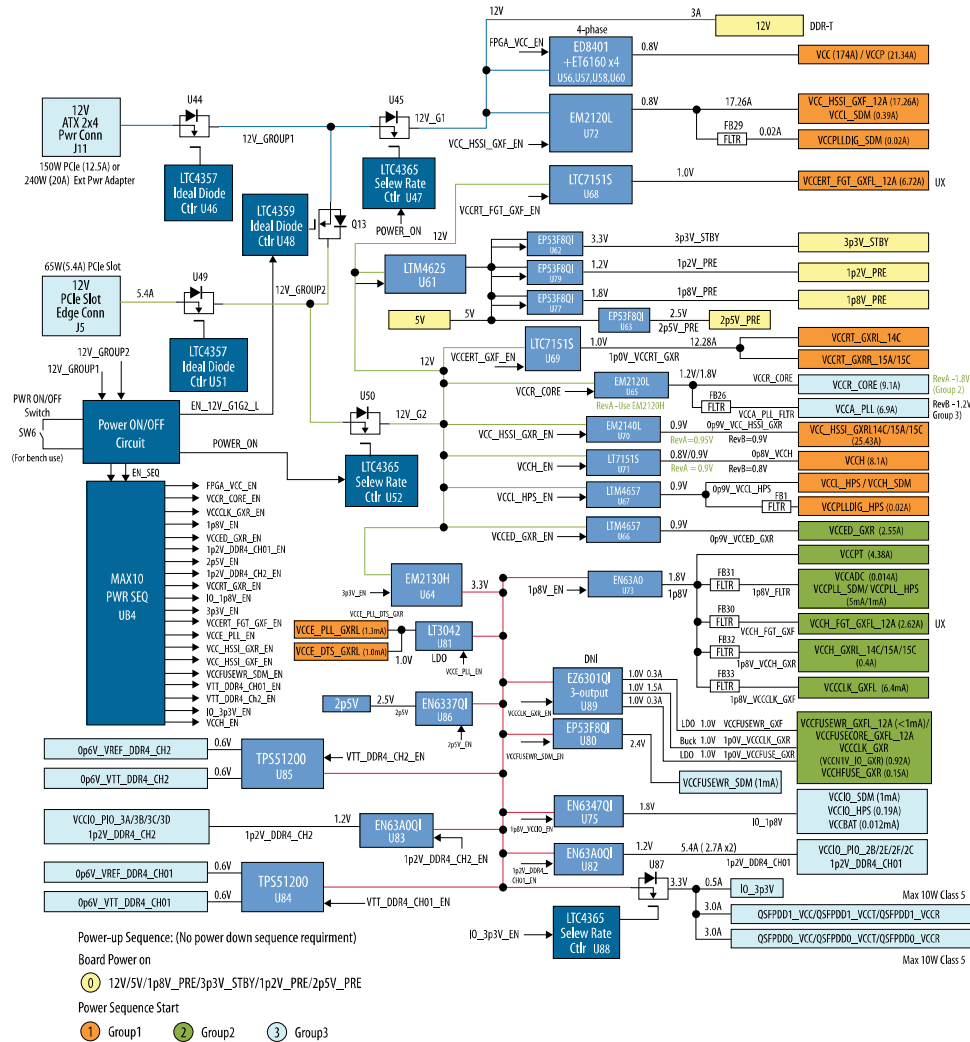 4-phase
3A
12V
12V
DDR-T
FPGA_VCC_EN
ED8401
+ET6160 x4
U56,U57,U58,U60
0.8V
VCC (174A) / VCCP (21.34A)
12V
ATX 2x4
Pwr Conn
J11
150W PCIe (12.5A) or
240W (20A) Ext Pwr Adapter
U44
12V_GROUP1
U45
12V_G1
EM2120L
U72
VCC_HSSI_GXF_EN
0.8V
17.26A
VCC_HSSI_GXF_12A (17.26A)
VCCL_SDM (0.39A)
FB29
FLTR
0.02A
VCCPLLDIG_SDM (0.02A)
LTC4357
Ideal Diode
Ctlr U46
LTC4359
Ideal Diode
Ctlr U48
Q13
LTC4365
Selew Rate
Ctlr U47
POWER_ON
LTC7151S
U68
VCCRT_FGT_GXF_EN
1.0V
VCCERT_FGT_GXFL_12A (6.72A)
UX
12V
LTM4625
U61
EP53F8QI
U62
3.3V
3p3V_STBY
3p3V_STBY
EP53F8QI
U79
1.2V
1p2V_PRE
1p2V_PRE
EP53F8QI
U77
1.8V
1p8V_PRE
1p8V_PRE
5V
5V
EP53F8QI
U63
2.5V
2p5V_PRE
2p5V_PRE
65W(5.4A) PCIe Slot
12V
PCIe Slot
Edge Conn
J5
5.4A
U49
12V_GROUP2
LTC4357
Ideal Diode
Ctlr U51
LTC7151S
U69
VCCERT_GXF_EN
1.0V
1p0V_VCCRT_GXR
12.28A
VCCRT_GXRL_14C
VCCRT_GXRR_15A/15C
12V
EM2120L
U65
VCCR_CORE_EN
RevA -Use EM2120H
1.2V/1.8V
VCCR_CORE
VCCR_CORE (9.1A)
RevA -1.8V
(Group 2)
FB26
FLTR
VCCA_PLL_FLTR
VCCA_PLL (6.9A)
RevB -1.2V
Group 3)
12V_GROUP2
12V_GROUP1
PWR ON/OFF
Switch
SW6
(For bench use)
Power ON/OFF
Circuit
EN_12V_G1G2_L
POWER_ON
EN_SEQ
U50
12V_G2
LTC4365
Selew Rate
Ctlr U52
EM2140L
U70
VCC_HSSI_GXR_EN
0.9V
0p9V_VCC_HSSI_GXR
RevA=0.95V
RevB=0.9V
VCC_HSSI_GXRL14C/15A/15C
(25.43A)
LT7151S
U71
VCCH_EN
0.8V/0.9V
0p8V_VCCH
RevA = 0.9V
RevB=0.8V
VCCH (8.1A)
LTM4657
U67
VCCL_HPS_EN
0.9V
0p9V_VCCL_HPS
VCCL_HPS / VCCH_SDM
FB1
FLTR
VCCPLLDIG_HPS (0.02A)
LTM4657
U66
VCCED_GXR_EN
0.9V
0p9V_VCCED_GXR
VCCED_GXR (2.55A)
MAX10
PWR SEQ
UB4
FPGA_VCC_EN
VCCR_CORE_EN
VCCCLK_GXR_EN
1p8V_EN
VCCED_GXR_EN
1p2V_DDR4_CH01_EN
2p5V_EN
1p2V_DDR4_CH2_EN
VCCRT_GXR_EN
IO_1p8V_EN
3p3V_EN
VCCERT_FGT_GXF_EN
VCCE_PLL_EN
VCC_HSSI_GXR_EN
VCC_HSSI_GXF_EN
VCCFUSEWR_SDM_EN
VTT_DDR4_CH01_EN
VTT_DDR4_Ch2_EN
IO_3p3V_EN
VCCH_EN
EM2130H
U64
3p3V_EN
3.3V
EN63A0
U73
1p8V_EN
1.8V
1p8V
VCCPT (4.38A)
FB31
FLTR
1p8V_FLTR
VCCADC (0.014A)
VCCPLL_SDM/ VCCPLL_HPS
(5mA/1mA)
FB30
FLTR
VCCH_FGT_GXF
VCCH_FGT_GXFL_12A (2.62A)
UX
FB32
FLTR
1p8V_VCCH_GXR
VCCH_GXRL_14C/15A/15C
(0.4A)
FB33
FLTR
1p8V_VCCCLK_GXF
VCCCLK_GXFL (6.4mA)
VCCE_PLL_DTS_GXR
VCCE_PLL_GXRL (1.3mA)
VCCE_DTS_GXRL (1.0mA)
1.0V
LT3042
U81
LDO
VCCE_PLL_EN
DNI
EZ6301QI
3-output
U89
VCCCLK_GXR_EN
1.0V 0.3A
1.0V 1.5A
1.0V 0.3A
LDO 1.0V VCCFUSEWR_GXF
Buck 1.0V 1p0V_VCCCLK_GXR
LDO 1.0V 1p0V_VCCFUSE_GXR
VCCFUSEWR_GXFL_12A (<1mA)/
VCCFUSECORE_GXFL_12A
VCCCLK_GXR
(VCCN1V_IO_GXR) (0.92A)
VCCHFUSE_GXR (0.15A)
2p5V
2.5V
2p5V
EN6337QI
U86
2p5V_EN
EP53F8QI
U80
VCCFUSEWR_SDM_EN
2.4V
VCCFUSEWR_SDM (1mA)
0p6V_VREF_DDR4_CH2
0.6V
0p6V_VTT_DDR4_CH2
0.6V
TPS51200
U85
VTT_DDR4_CH2_EN
VCCIO_PIO_3A/3B/3C/3D
1p2V_DDR4_CH2
1.2V
1p2V_DDR4_CH2
EN63A0QI
U83
1p2V_DDR4_CH2_EN
EN6347QI
U75
1p8V_VCCIO_EN
1.8V
IO_1p8V
VCCIO_SDM (1mA)
VCCIO_HPS (0.19A)
VCCBAT (0.012mA)
EN63A0QI
U82
1p2V_DDR4_
CH01_EN
1.2V
5.4A ( 2.7A x2)
1p2V_DDR4_CH01
VCCIO_PIO_2B/2E/2F/2C
1p2V_DDR4_CH01
0p6V_VREF_DDR4_CH01
0.6V
0p6V_VTT_DDR4_CH01
0.6V
TPS51200
U84
VTT_DDR4_CH01_EN
U87
3.3V
0.5A
IO_3p3V
Max 10W Class 5
3.0A
QSFPDD1_VCC/QSFPDD1_VCCT/QSFPDD1_VCCR
3.0A
QSFPDD0_VCC/QSFPDD0_VCCT/QSFPDD0_VCCR
Max 10W Class 5
IO_3p3V_EN
LTC4365
Selew Rate
Ctlr U88
Power-up Sequence: (No power down sequence requirment)
Board Power on
0 12V/5V/1p8V_PRE/3p3V_STBY/1p2V_PRE/2p5V_PRE
Power Sequence Start
1 Group1 2 Group2 3 Group3